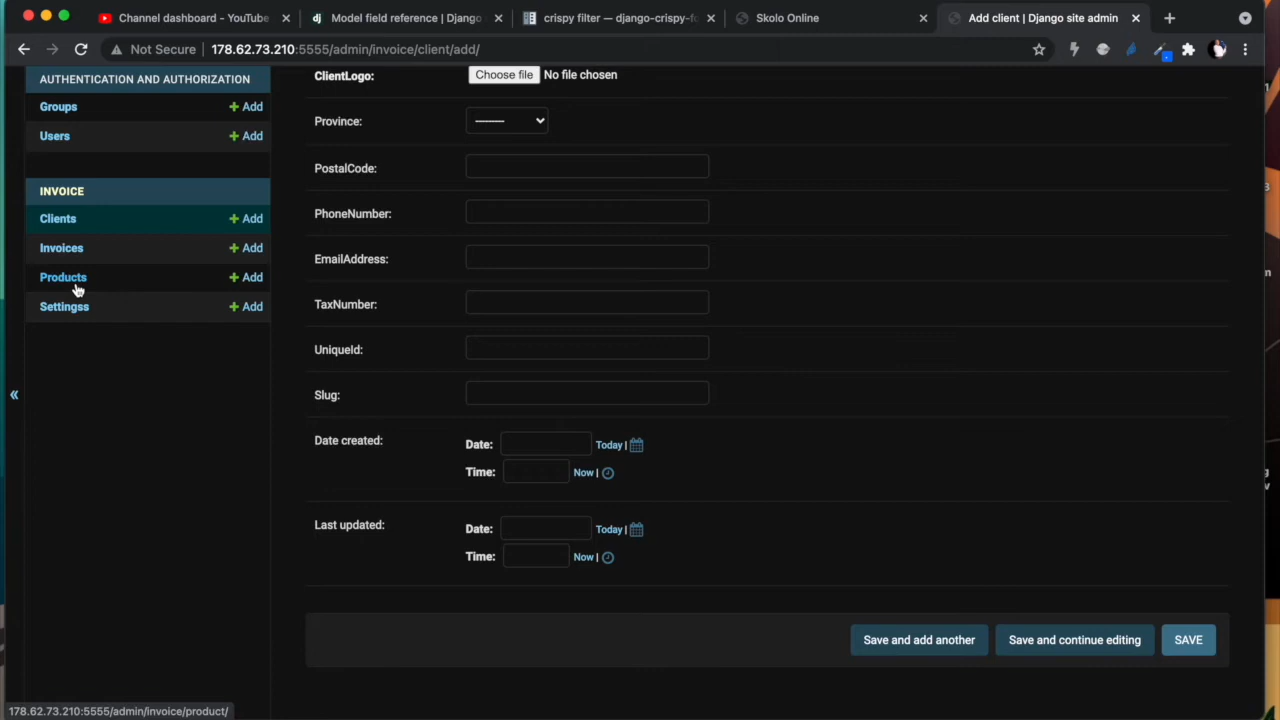 Channel dashboard - YouTube
Model field reference | Django
crispy filter — django-crispy-fo
Skolo Online
Add client | Django site admin
Not Secure
178.62.73.210:5555/admin/invoice/client/add/
AUTHENTICATION AND AUTHORIZATION
Groups
Add
Users
Add
INVOICE
Clients
Add
Invoices
Add
Products
Add
Settingss
Add
«
ClientLogo:
Choose file No file chosen
Province:
---------
PostalCode:
PhoneNumber:
EmailAddress:
TaxNumber:
UniqueId:
Slug:
Date created:
Date:
Today |
Time:
Now |
Last updated:
Date:
Today |
Time:
Now |
Save and add another
Save and continue editing
SAVE
178.62.73.210:5555/admin/invoice/product/